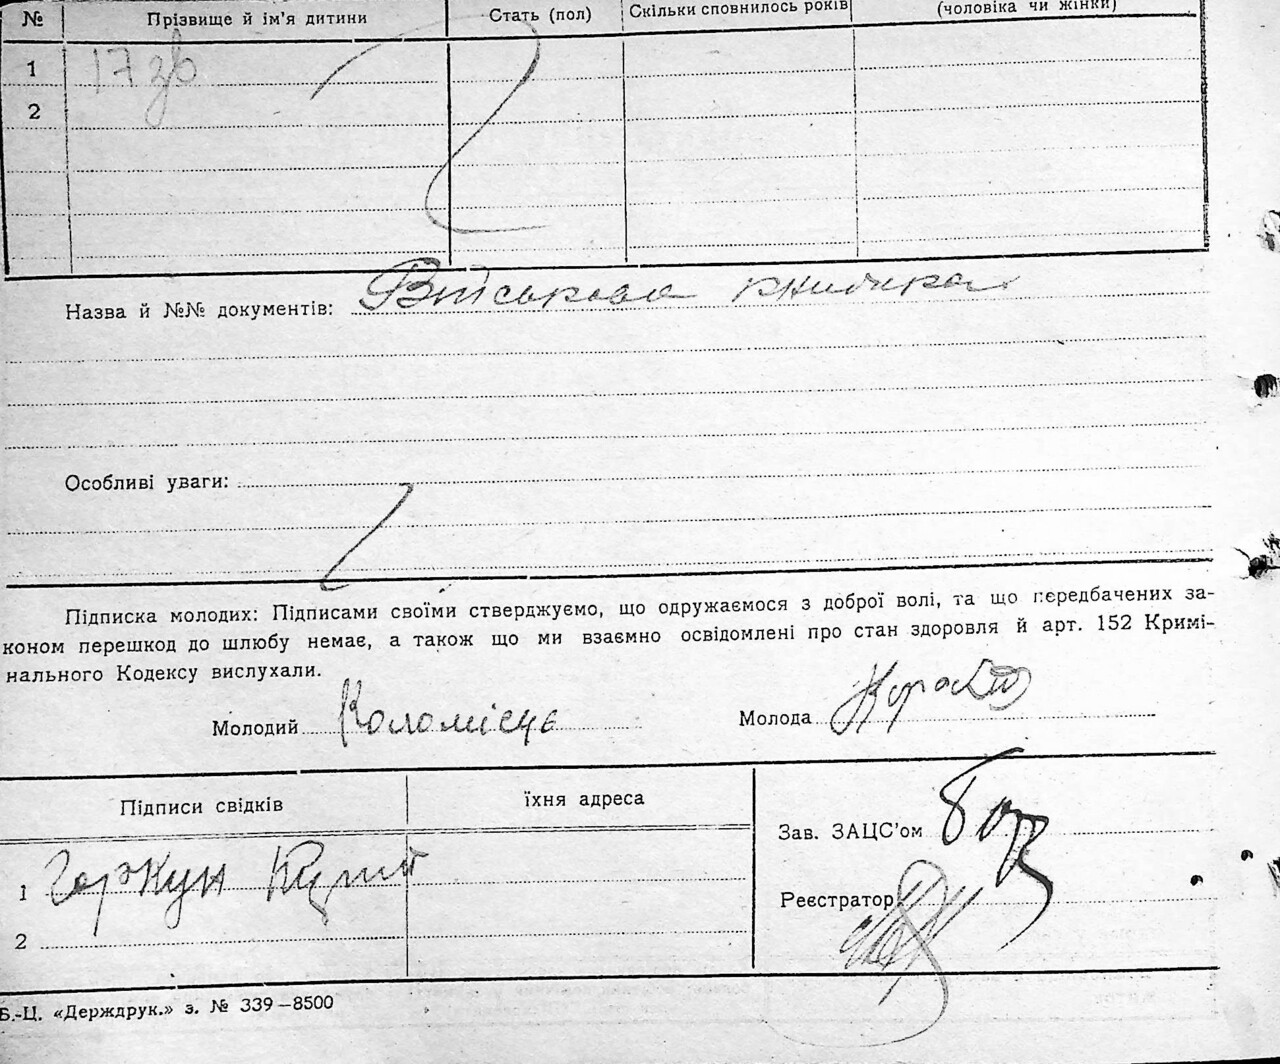 № Прізвище й ім'я дитини Стать (пол) Скільки сповнилось років (чоловіка чи жінки)
1 17 зв
2
Назва й №№ документів: Військова книжка
Особливі уваги:
Підписка молодих: Підписами своїми стверджуємо, що одружаємося з доброї волі, та що передбачених за-
коном перешкод до шлюбу немає, а також що ми взаємно освідомлені про стан здоровля й арт. 152 Кримі-
нального Кодексу вислухали.
Молодий Коломієць Молода
Підписи свідків їхня адреса
Зав. ЗАЦС'ом
1 Горкун
Реєстратор
2
Б.-Ц. «Держдрук.» з. № 339—8500